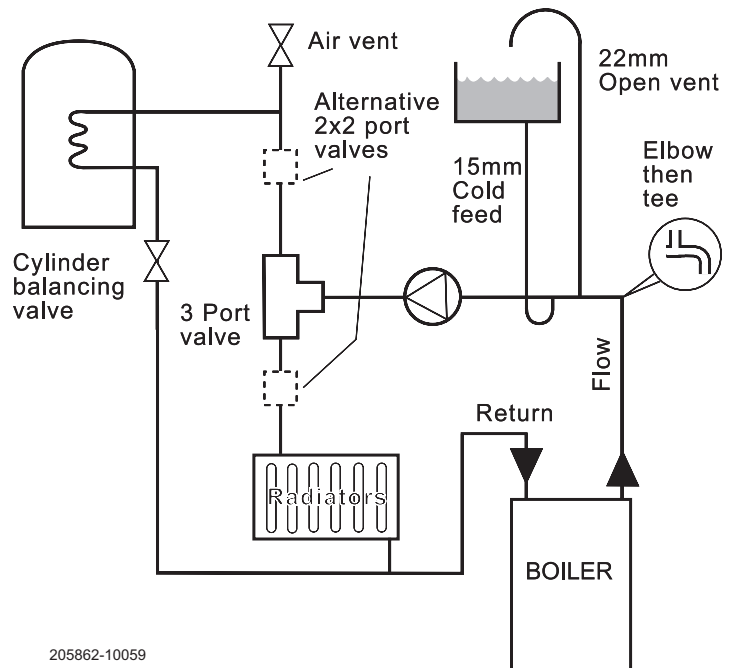 Air vent
22mm
Open vent
Alternative
2x2 port
valves
Elbow
then
tee
15mm
Cold
feed
Cylinder
balancing
valve
3 Port
valve
Flow
Return
Radiators
BOILER
205862-10059